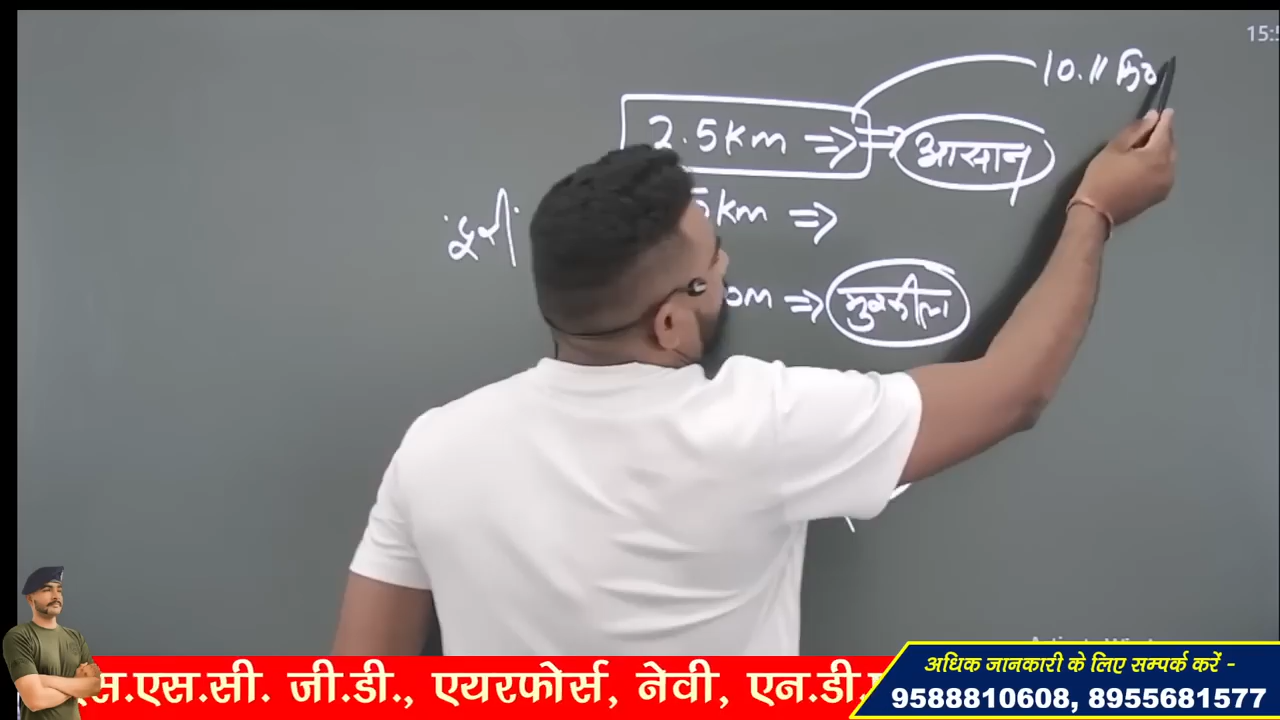 15:5
10.11 मि०
2.5km ⇒ ⇒ आसान
दूरी 5km ⇒
0m ⇒ मुश्कील
स.एस.सी. जी.डी., एयरफोर्स, नेवी, एन.डी.
अधिक जानकारी के लिए सम्पर्क करें -
9588810608, 8955681577